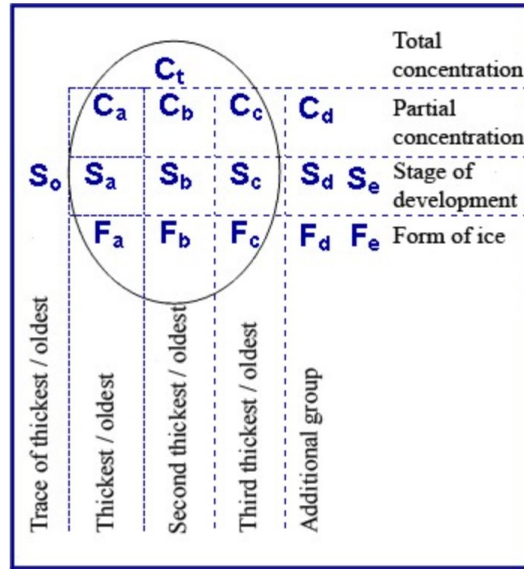 Ct
Total
concentration
Ca Cb Cc Cd
Partial
concentration
So Sa Sb Sc Sd Se
Stage of
development
Fa Fb Fc Fd Fe
Form of ice
Trace of thickest / oldest
Thickest / oldest
Second thickest / oldest
Third thickest / oldest
Additional group